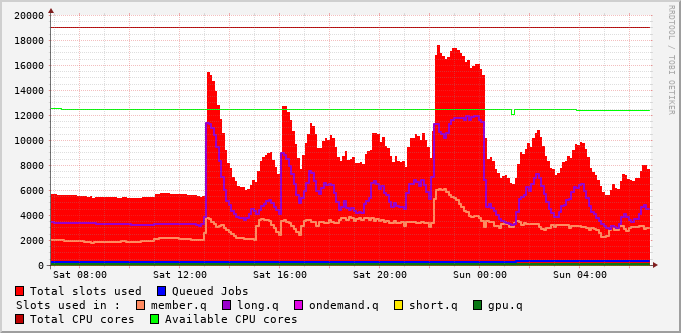 20000
18000
16000
14000
12000
10000
8000
6000
4000
2000
0
Sat 08:00 Sat 12:00 Sat 16:00 Sat 20:00 Sun 00:00 Sun 04:00
RRDTOOL / TOBI OETIKER
Total slots used Queued Jobs
Slots used in : member.q long.q ondemand.q short.q gpu.q
Total CPU cores Available CPU cores